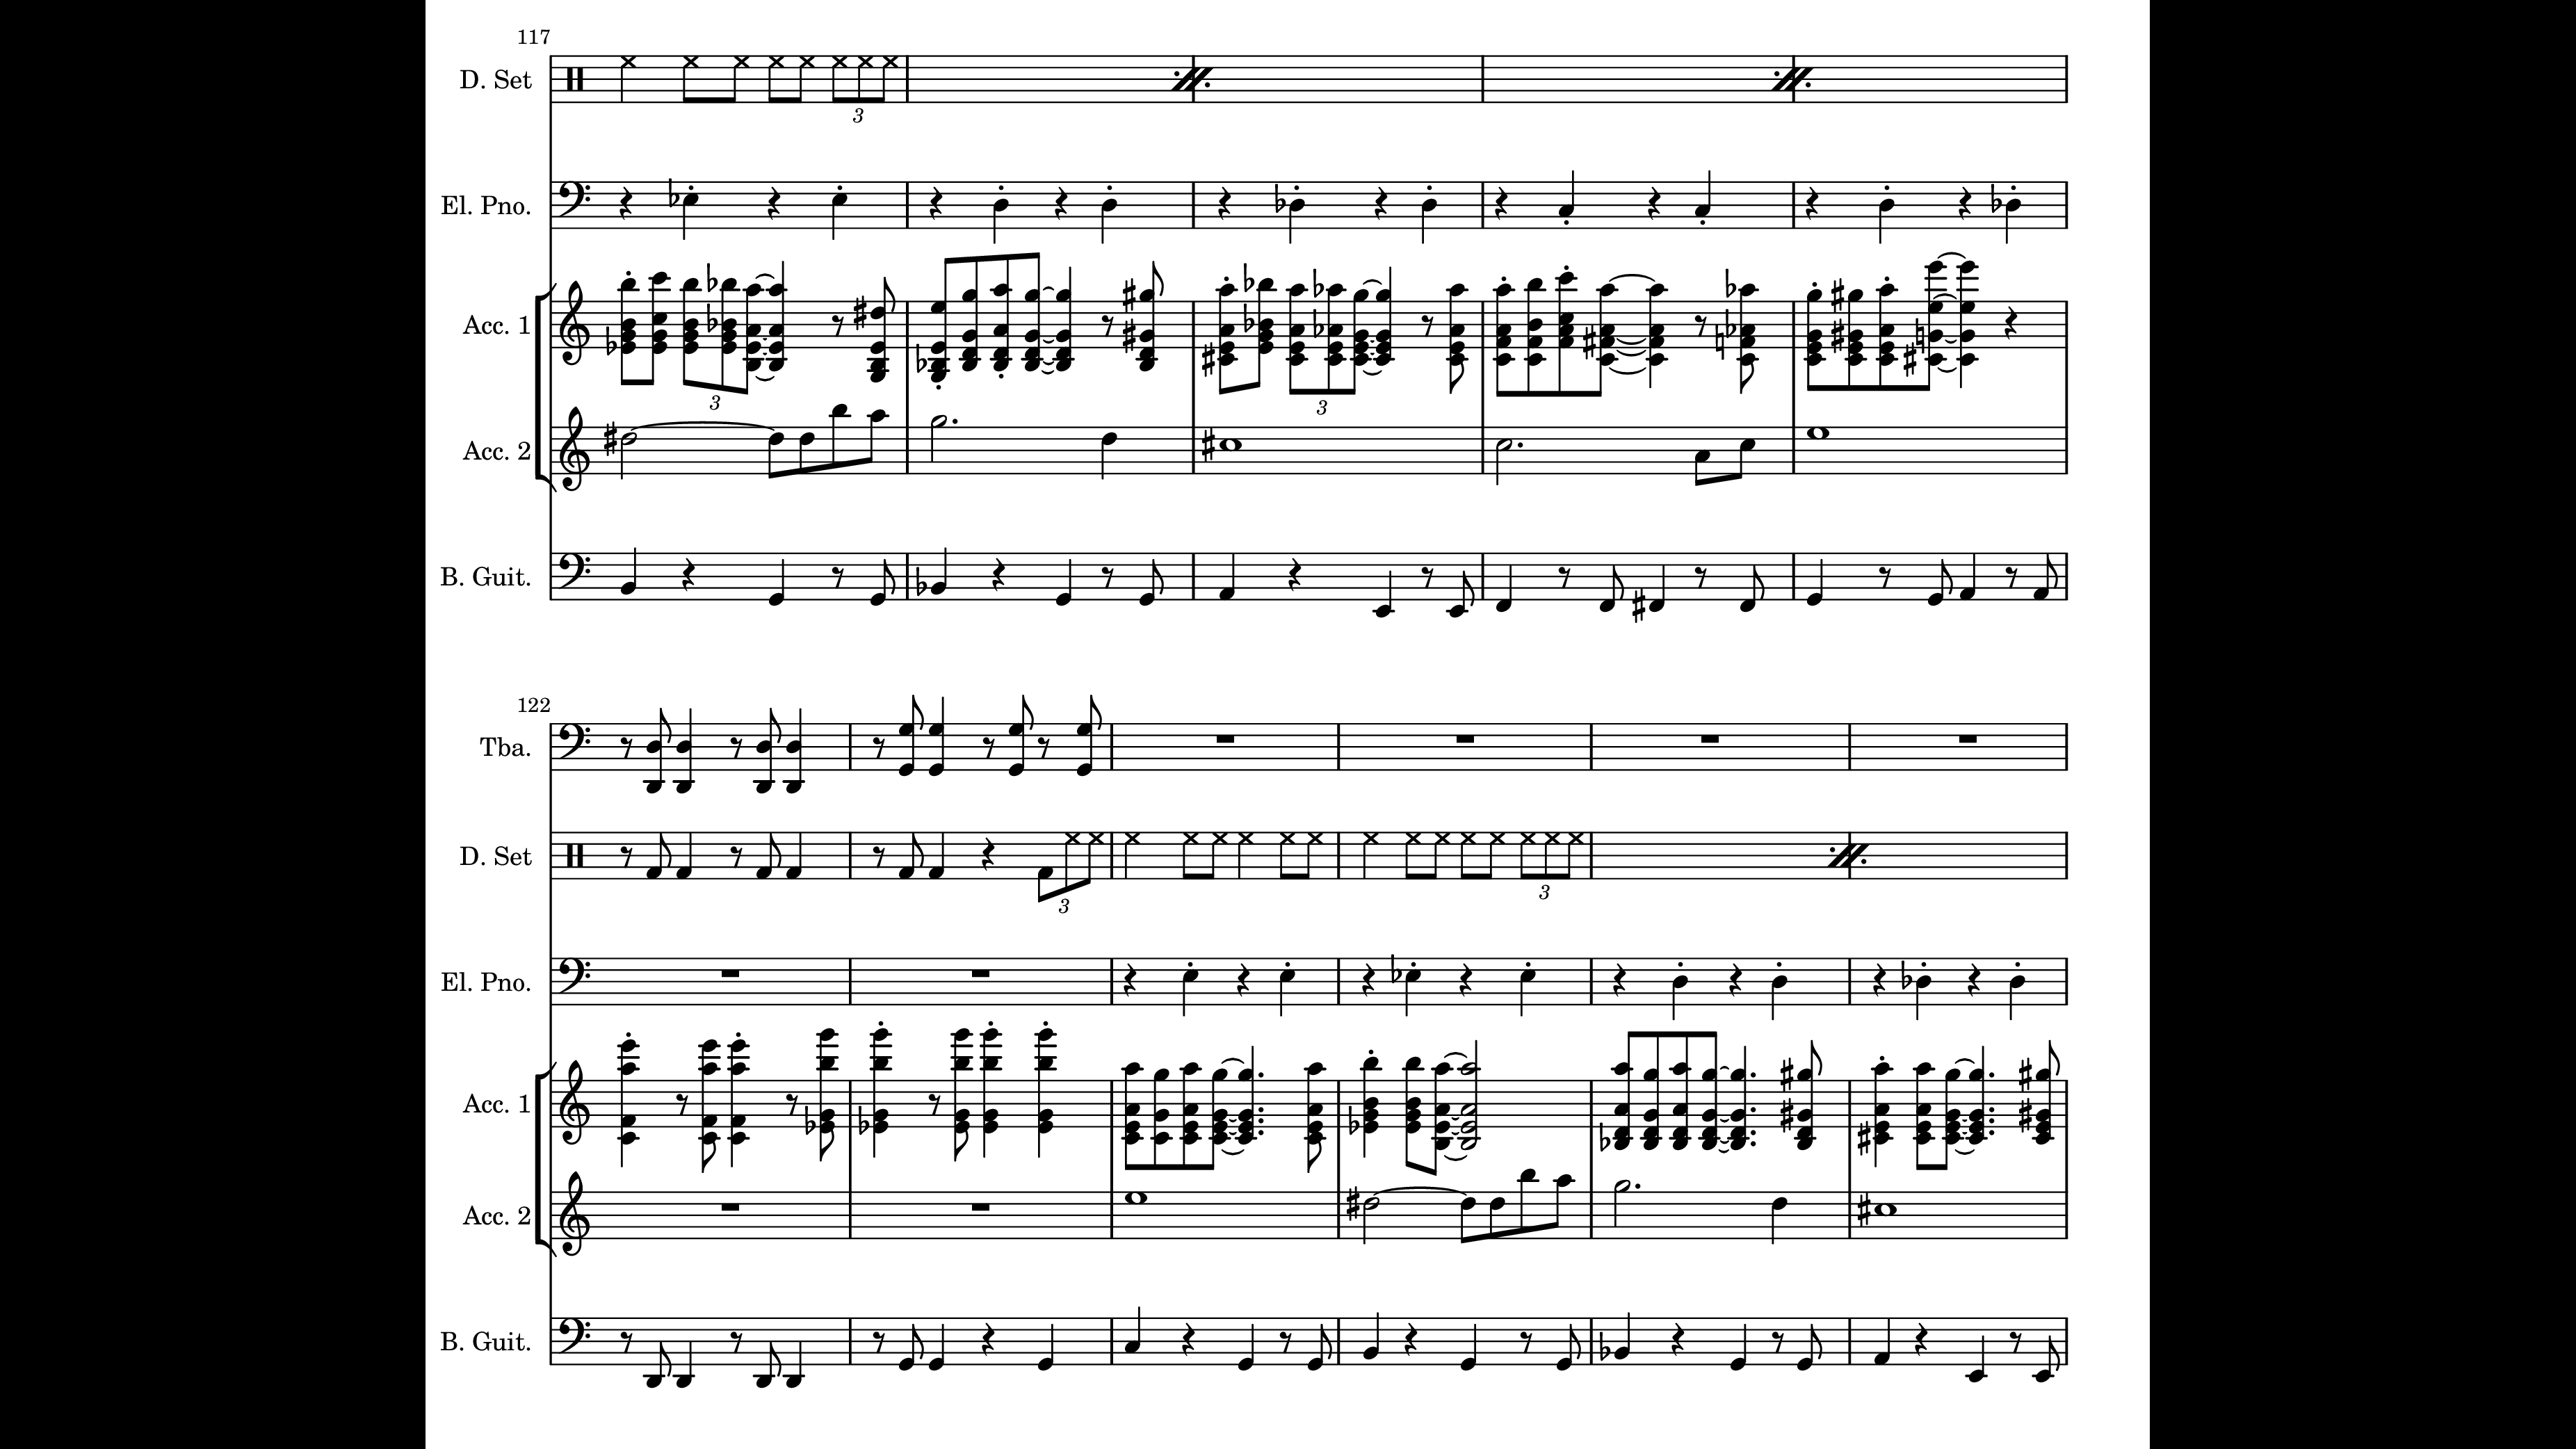 117
D. Set
3
El. Pno.
Acc. 1
3
3
Acc. 2
B. Guit.
122
Tba.
D. Set
3
3
El. Pno.
Acc. 1
Acc. 2
B. Guit.